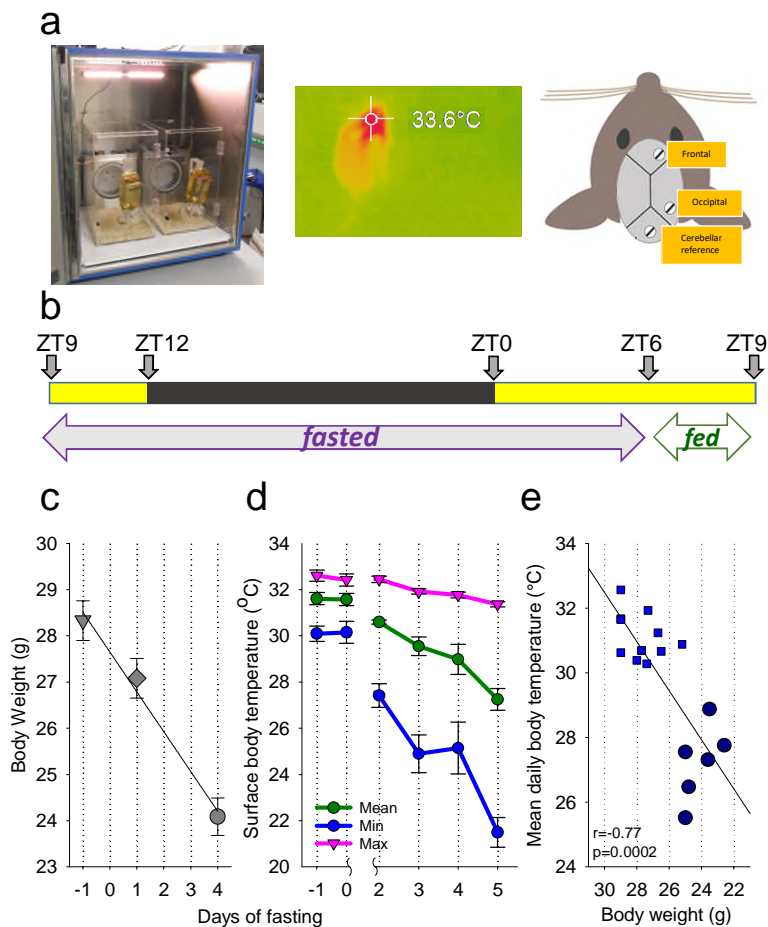 a
33.6°C
Frontal
Occipital
Cerebellar
reference
b
ZT9
ZT12
ZT0
ZT6
ZT9
fasted
fed
c
d
e
30
29
28
27
26
25
24
23
Body Weight (g)
-1 0 1 2 3 4
34
32
30
28
26
24
22
20
Surface body temperature (°C)
Mean
Min
Max
-1 0 2 3 4 5
Days of fasting
34
32
30
28
26
24
Mean daily body temperature (°C)
r=-0.77
p=0.0002
30 28 26 24 22
Body weight (g)